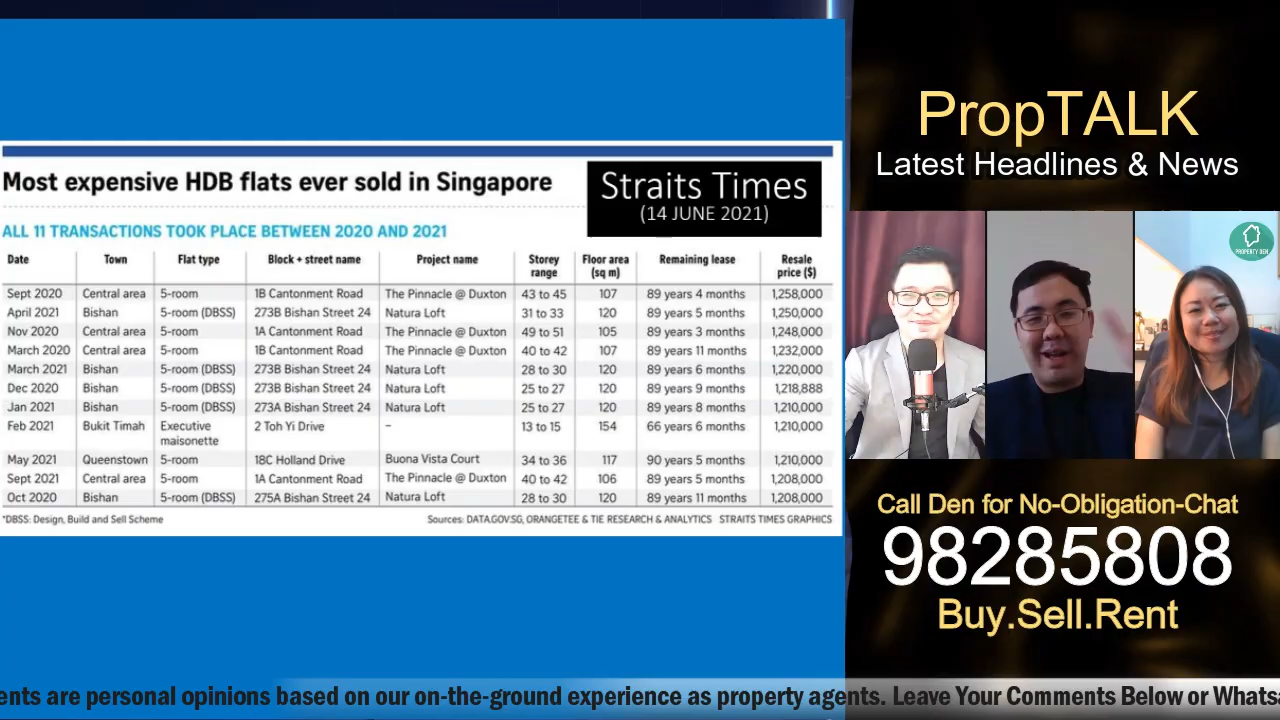 Most expensive HDB flats ever sold in Singapore
Straits Times
(14 JUNE 2021)
ALL 11 TRANSACTIONS TOOK PLACE BETWEEN 2020 AND 2021
Date Town Flat type Block + street name Project name Storey range Floor area (sq m) Remaining lease Resale price ($)
Sept 2020 Central area 5-room 1B Cantonment Road The Pinnacle @ Duxton 43 to 45 107 89 years 4 months 1,258,000
April 2021 Bishan 5-room (DBSS) 273B Bishan Street 24 Natura Loft 31 to 33 120 89 years 5 months 1,250,000
Nov 2020 Central area 5-room 1A Cantonment Road The Pinnacle @ Duxton 49 to 51 105 89 years 3 months 1,248,000
March 2020 Central area 5-room 1B Cantonment Road The Pinnacle @ Duxton 40 to 42 107 89 years 11 months 1,232,000
March 2021 Bishan 5-room (DBSS) 273B Bishan Street 24 Natura Loft 28 to 30 120 89 years 6 months 1,220,000
Dec 2020 Bishan 5-room (DBSS) 273B Bishan Street 24 Natura Loft 25 to 27 120 89 years 9 months 1,218,888
Jan 2021 Bishan 5-room (DBSS) 273A Bishan Street 24 Natura Loft 25 to 27 120 89 years 8 months 1,210,000
Feb 2021 Bukit Timah Executive maisonette 2 Toh Yi Drive – 13 to 15 154 66 years 6 months 1,210,000
May 2021 Queenstown 5-room 18C Holland Drive Buona Vista Court 34 to 36 117 90 years 5 months 1,210,000
Sept 2021 Central area 5-room 1A Cantonment Road The Pinnacle @ Duxton 40 to 42 106 89 years 5 months 1,208,000
Oct 2020 Bishan 5-room (DBSS) 275A Bishan Street 24 Natura Loft 28 to 30 120 89 years 11 months 1,208,000
*DBSS: Design, Build and Sell Scheme
Sources: DATA.GOV.SG, ORANGETEE & TIE RESEARCH & ANALYTICS STRAITS TIMES GRAPHICS
PropTALK
Latest Headlines & News
PROPERTY DEN
Call Den for No-Obligation-Chat
98285808
Buy.Sell.Rent
ents are personal opinions based on our on-the-ground experience as property agents. Leave Your Comments Below or Whatsa